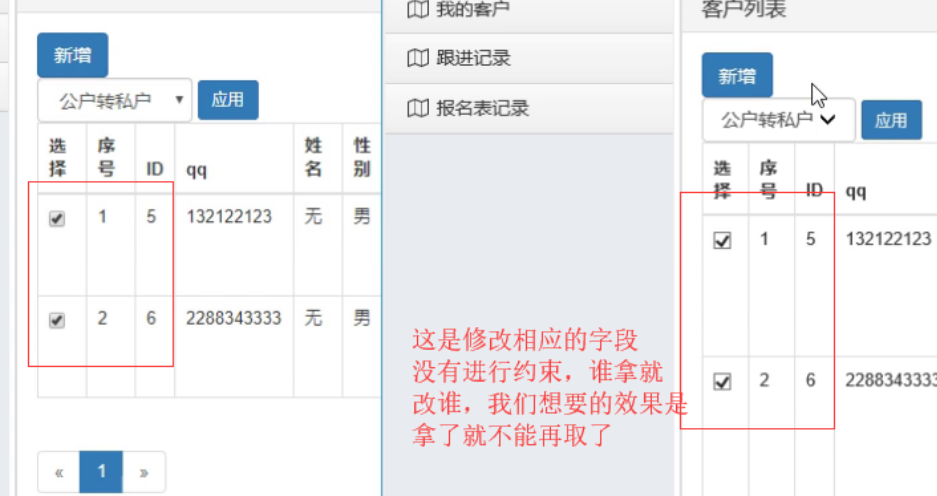 新增
公户转私户
应用
选择 序号 ID qq 姓名 性别
1 5 132122123 无 男
2 6 2288343333 无 男
« 1 »
我的客户
跟进记录
报名表记录
这是修改相应的字段
没有进行约束，谁拿就
改谁，我们想要的效果是
拿了就不能再取了
客户列表
新增
公户转私户
应用
选择 序号 ID qq
1 5 132122123
2 6 228834333